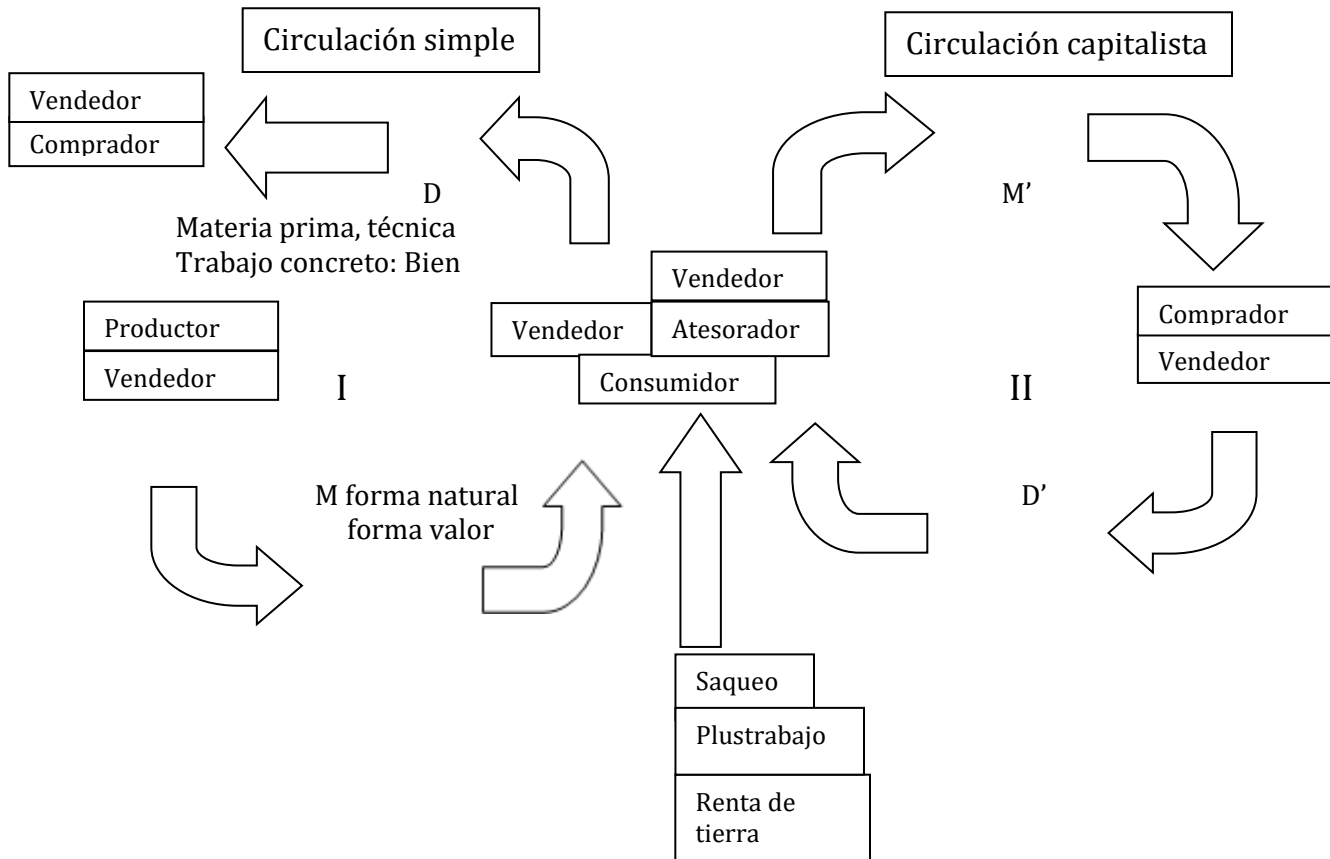 Circulación simple
Circulación capitalista
Vendedor
Comprador
D
M’
Materia prima, técnica
Trabajo concreto: Bien
Vendedor
Productor
Vendedor
Atesorador
Comprador
Vendedor
I
Consumidor
II
Vendedor
M forma natural
forma valor
D’
Saqueo
Plustrabajo
Renta de
tierra